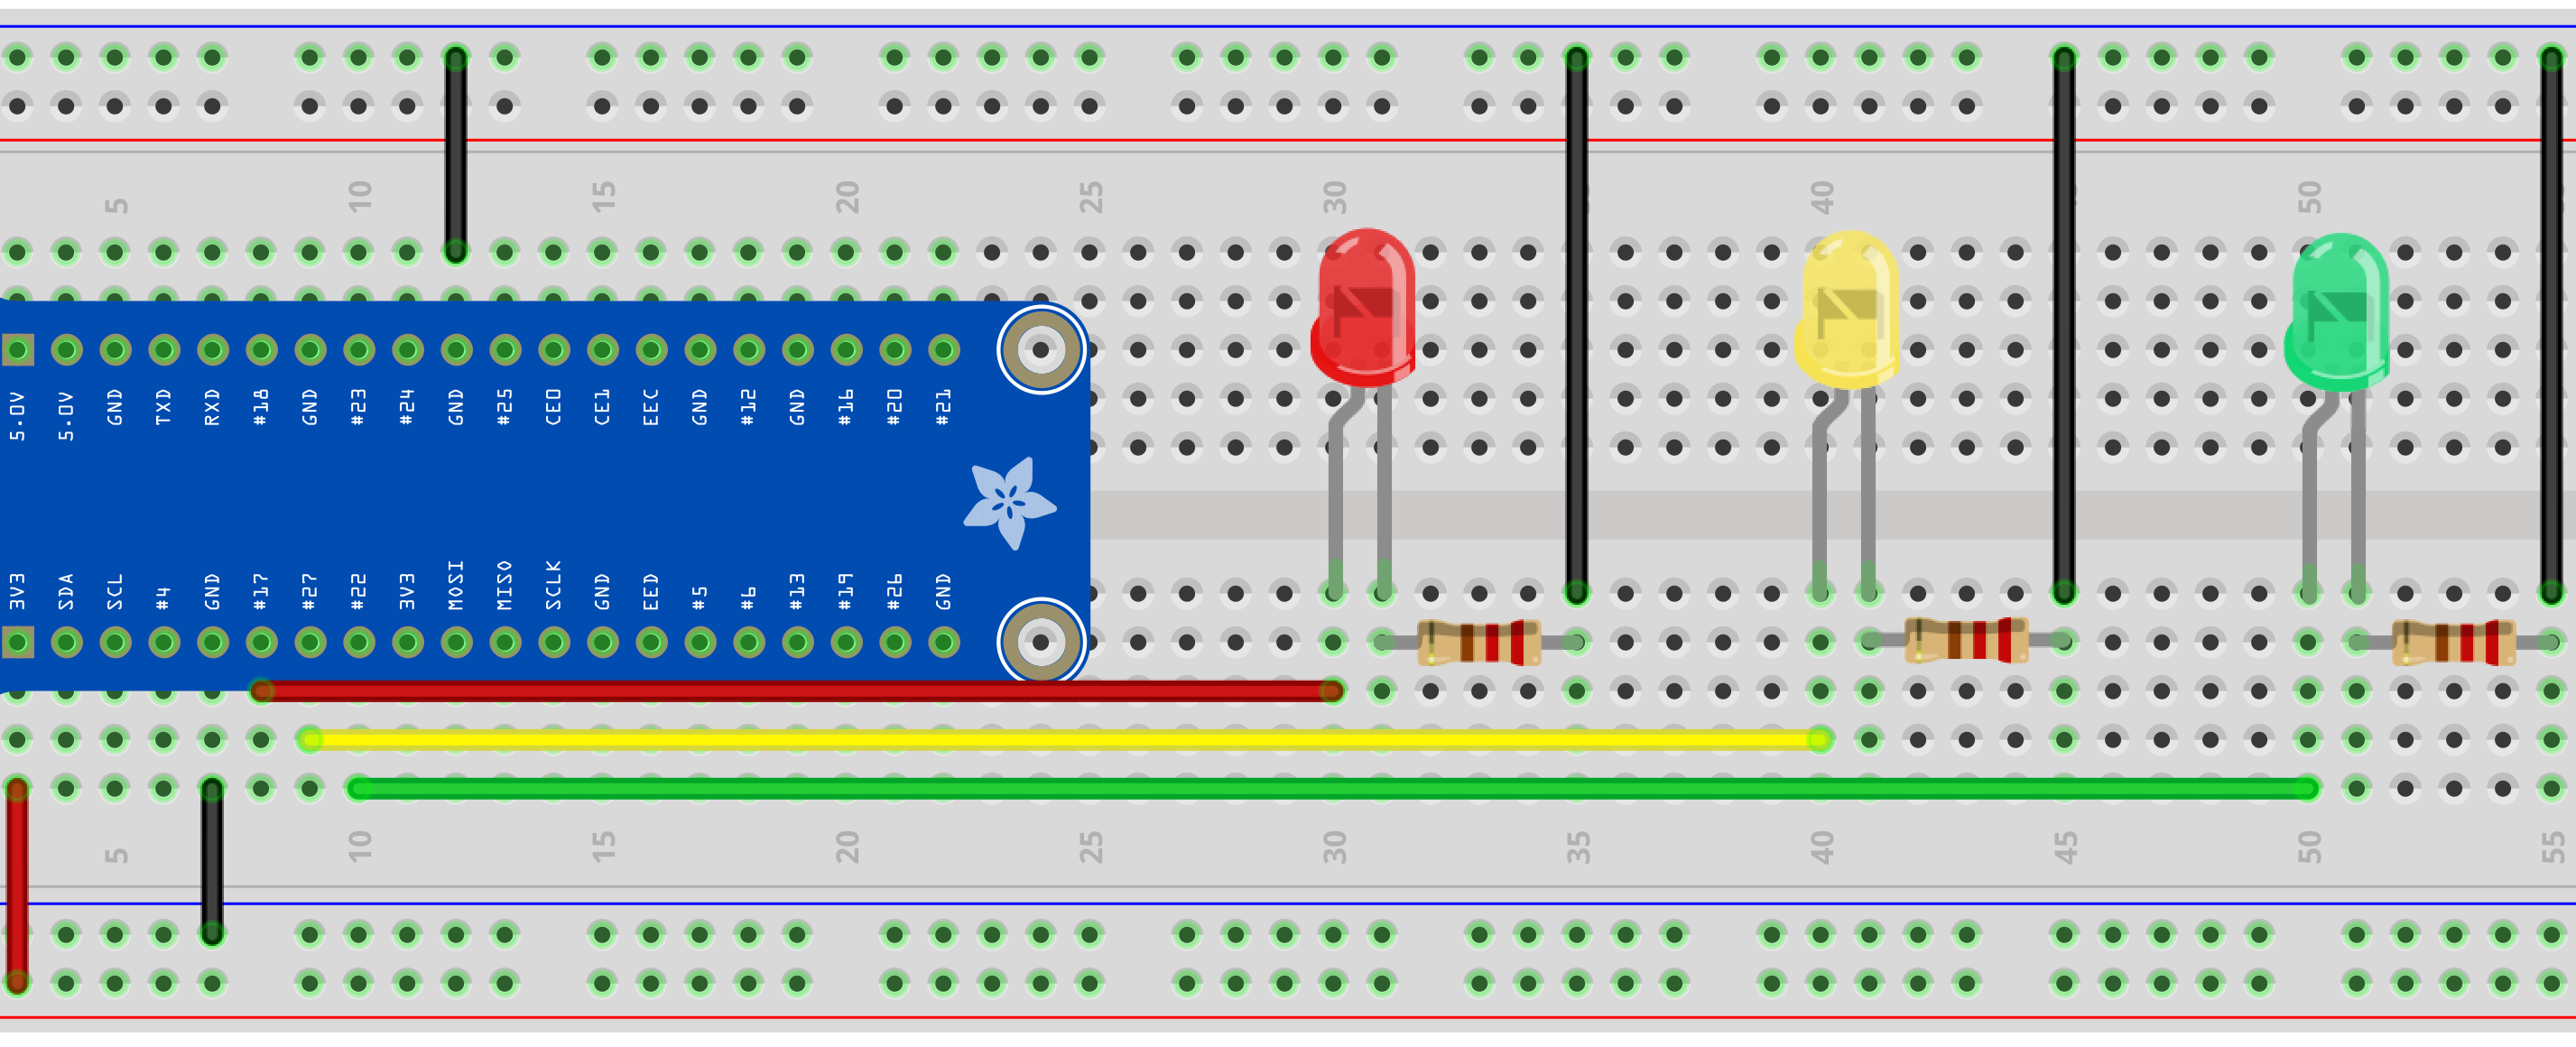 5 10 15 20 25 30 40 50
5.0V 5.0V GND TXD RXD #18 GND #23 #24 GND #25 CE0 CE1 EEC GND #12 GND #16 #20 #21
3V3 SDA SCL #4 GND #17 #27 #22 3V3 MOSI MISO SCLK GND EED #5 #6 #13 #19 #26 GND
5 10 15 20 25 30 35 40 45 50 55